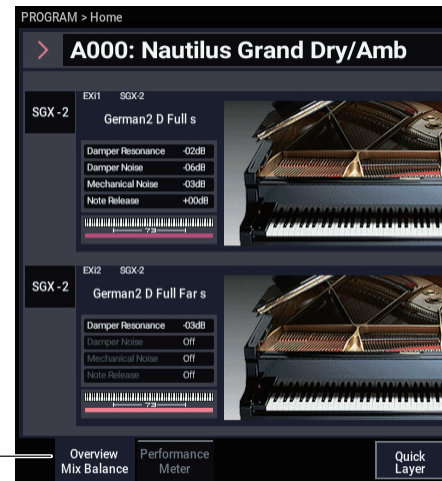 PROGRAM > Home
A000: Nautilus Grand Dry/Amb
EXi1 SGX-2
SGX-2
German2 D Full s
Damper Resonance -02dB
Damper Noise -06dB
Mechanical Noise -03dB
Note Release +00dB
73
EXi2 SGX-2
SGX-2
German2 D Full Far s
Damper Resonance -03dB
Damper Noise Off
Mechanical Noise Off
Note Release Off
73
Overview
Mix Balance
Performance
Meter
Quick
Layer